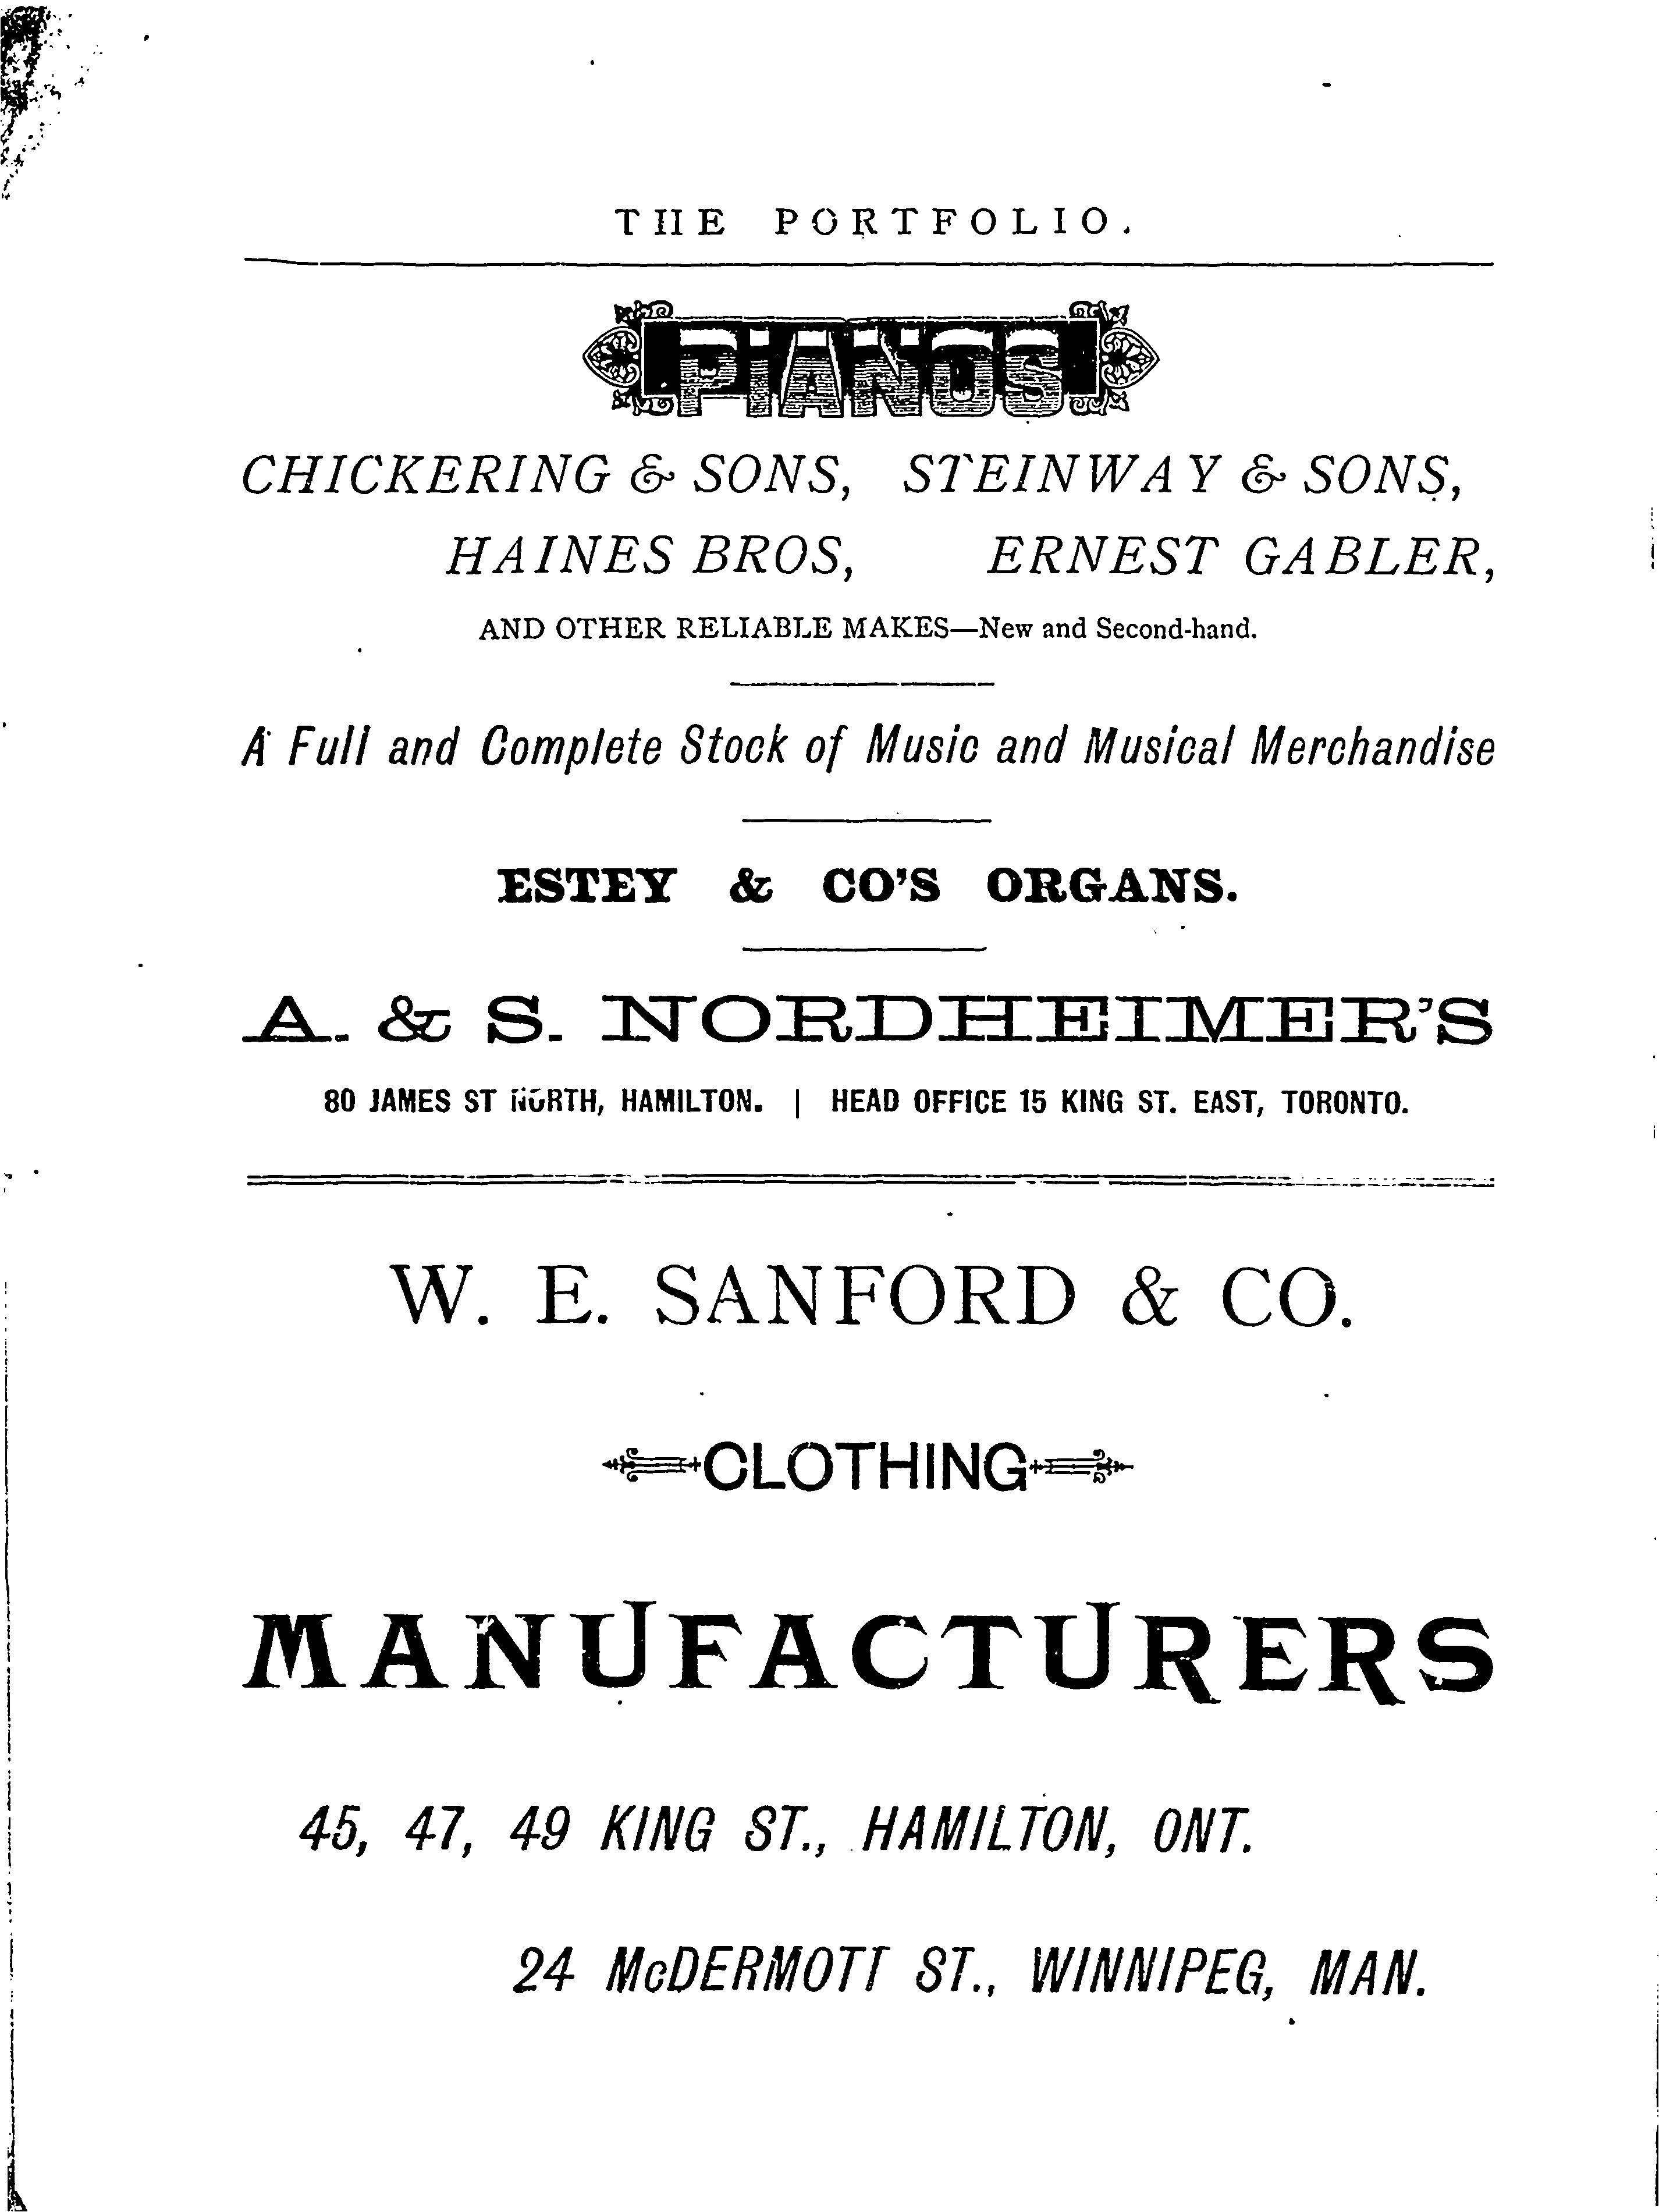 THE PORTFOLIO.
PIANOS
CHICKERING & SONS, STEINWAY & SONS,
HAINES BROS, ERNEST GABLER,
AND OTHER RELIABLE MAKES—New and Second-hand.
A Full and Complete Stock of Music and Musical Merchandise
ESTEY & CO'S ORGANS.
A. & S. NORDHEIMER'S
80 JAMES ST NORTH, HAMILTON. | HEAD OFFICE 15 KING ST. EAST, TORONTO.
W. E. SANFORD & CO.
CLOTHING
MANUFACTURERS
45, 47, 49 KING ST., HAMILTON, ONT.
24 McDERMOTT ST., WINNIPEG, MAN.